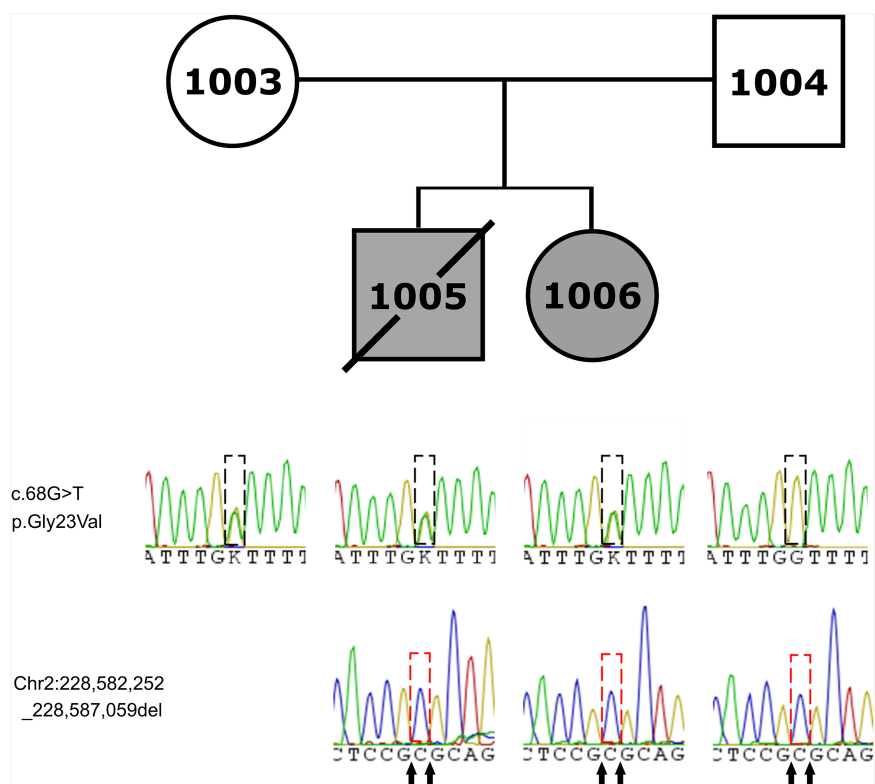 1003
1004
1005
1006
c.68G>T
p.Gly23Val
ATTTGKTTTT
ATTTGKTTTT
ATTTGKTTTT
ATTTGGTTTT
Chr2:228,582,252
_228,587,059del
CTCCGCGCAG
CTCCGCGCAG
CTCCGCGCAG